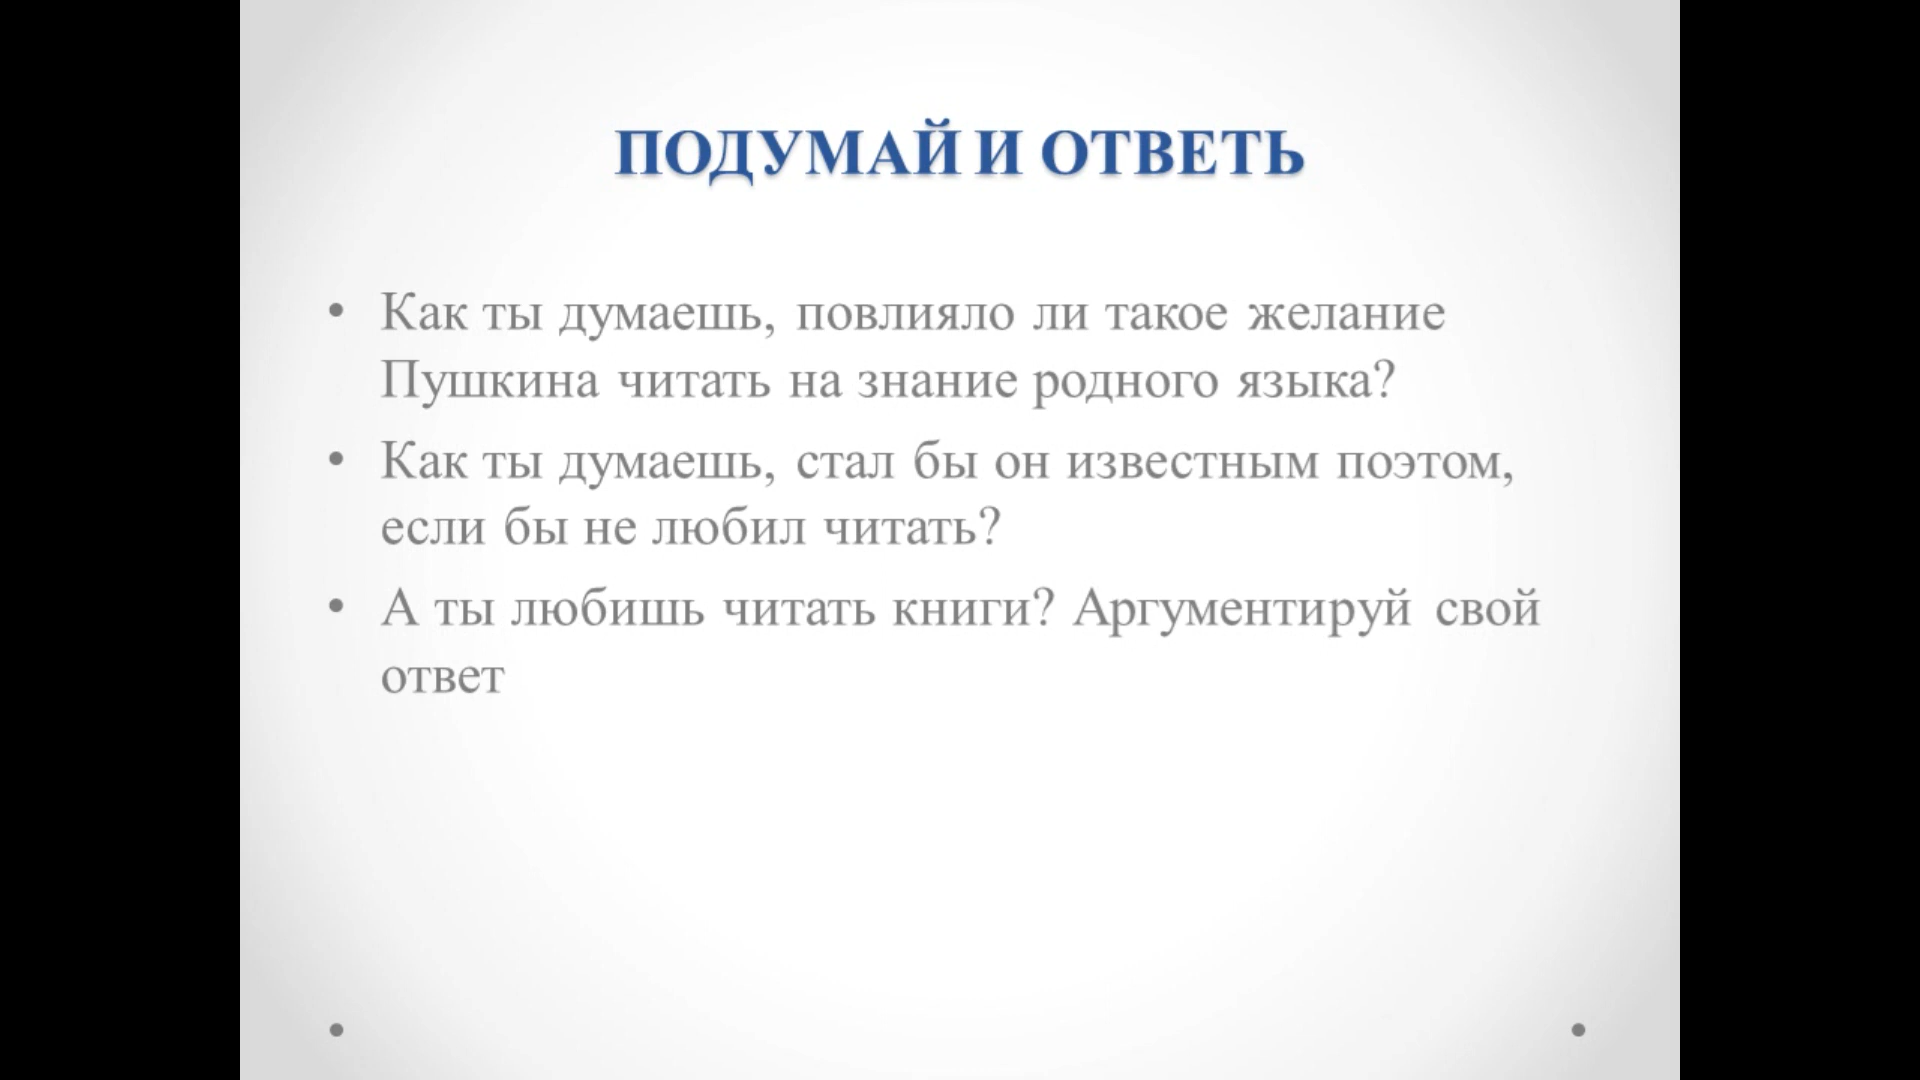 ПОДУМАЙ И ОТВЕТЬ
• Как ты думаешь, повлияло ли такое желание
Пушкина читать на знание родного языка?
• Как ты думаешь, стал бы он известным поэтом,
если бы не любил читать?
• А ты любишь читать книги? Аргументируй свой
ответ